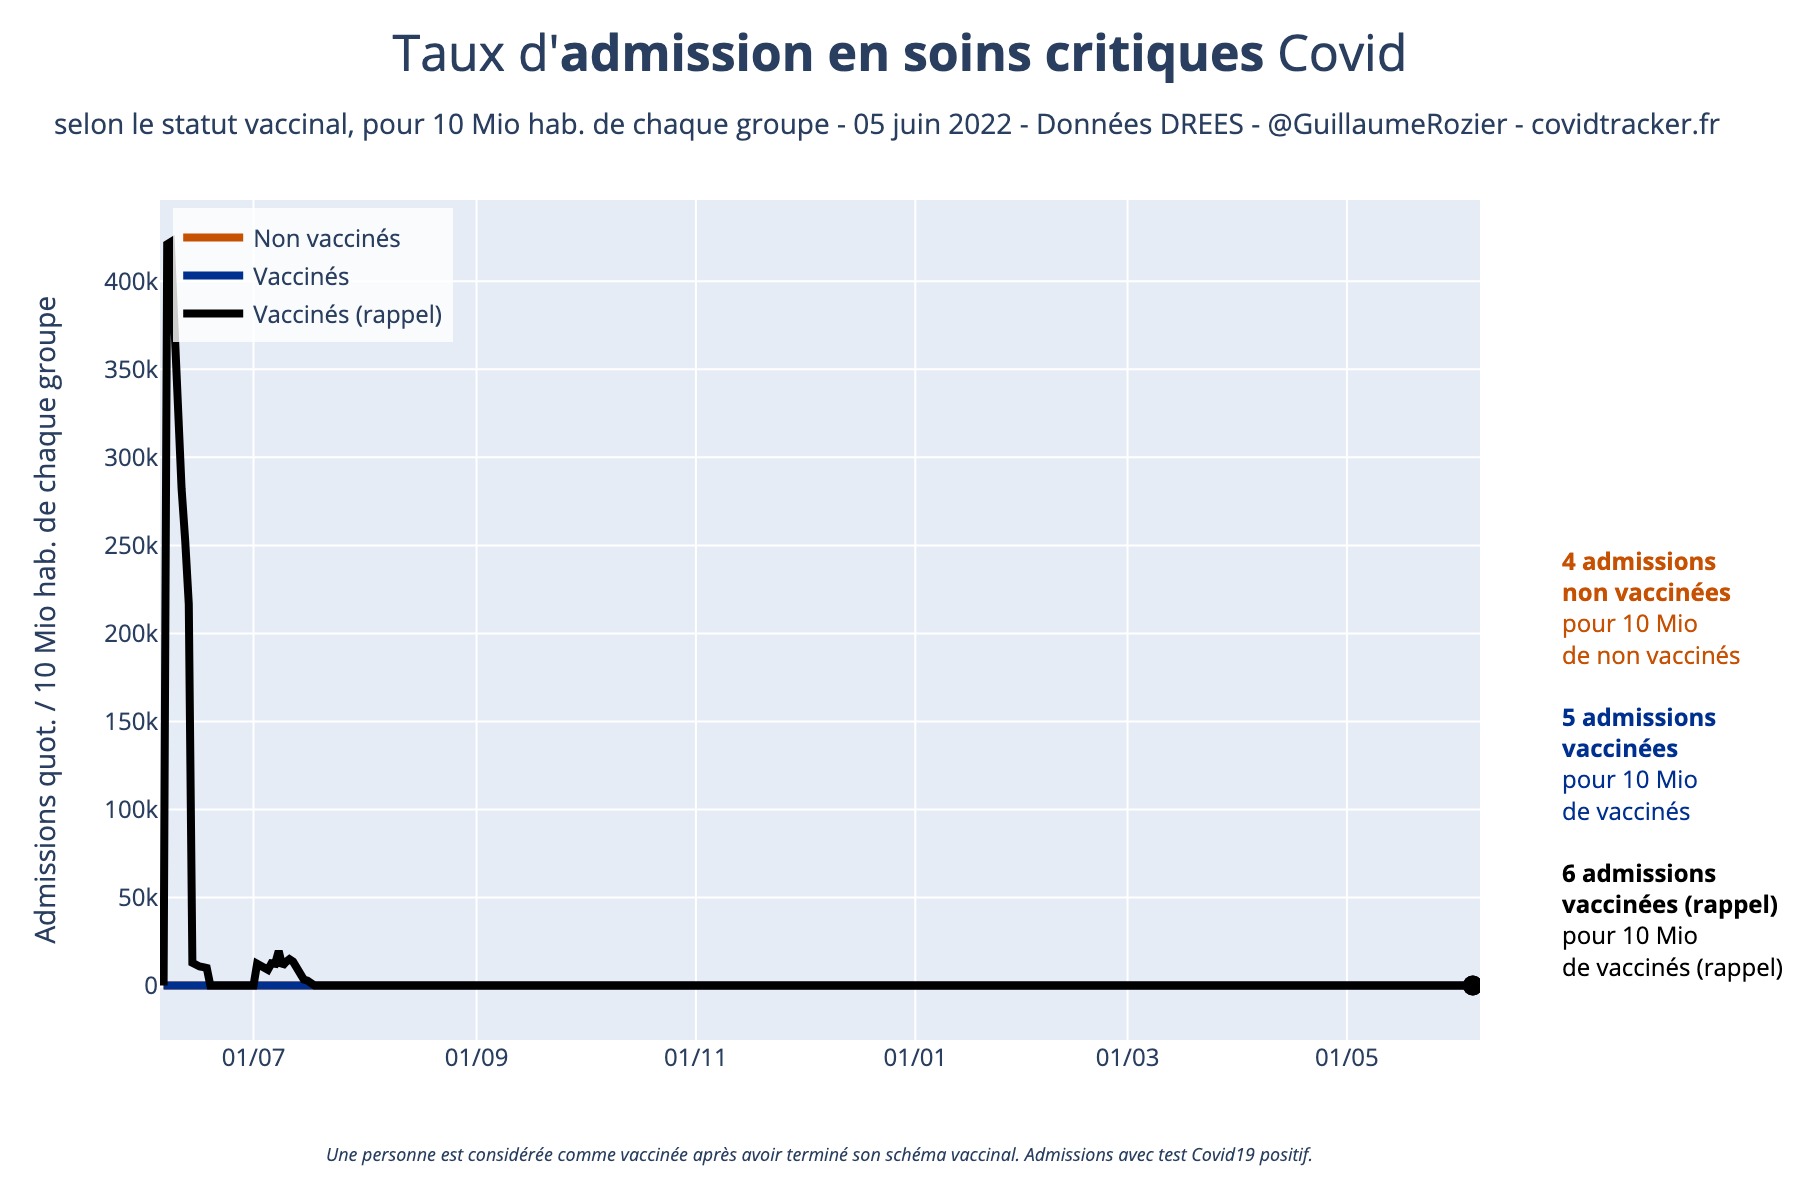 Taux d'admission en soins critiques Covid
selon le statut vaccinal, pour 10 Mio hab. de chaque groupe - 05 juin 2022 - Données DREES - @GuillaumeRozier - covidtracker.fr
Non vaccinés
Vaccinés
Vaccinés (rappel)
Admissions quot. / 10 Mio hab. de chaque groupe
400k
350k
300k
250k
200k
150k
100k
50k
0
01/07
01/09
01/11
01/01
01/03
01/05
4 admissions
non vaccinées
pour 10 Mio
de non vaccinés
5 admissions
vaccinées
pour 10 Mio
de vaccinés
6 admissions
vaccinées (rappel)
pour 10 Mio
de vaccinés (rappel)
Une personne est considérée comme vaccinée après avoir terminé son schéma vaccinal. Admissions avec test Covid19 positif.